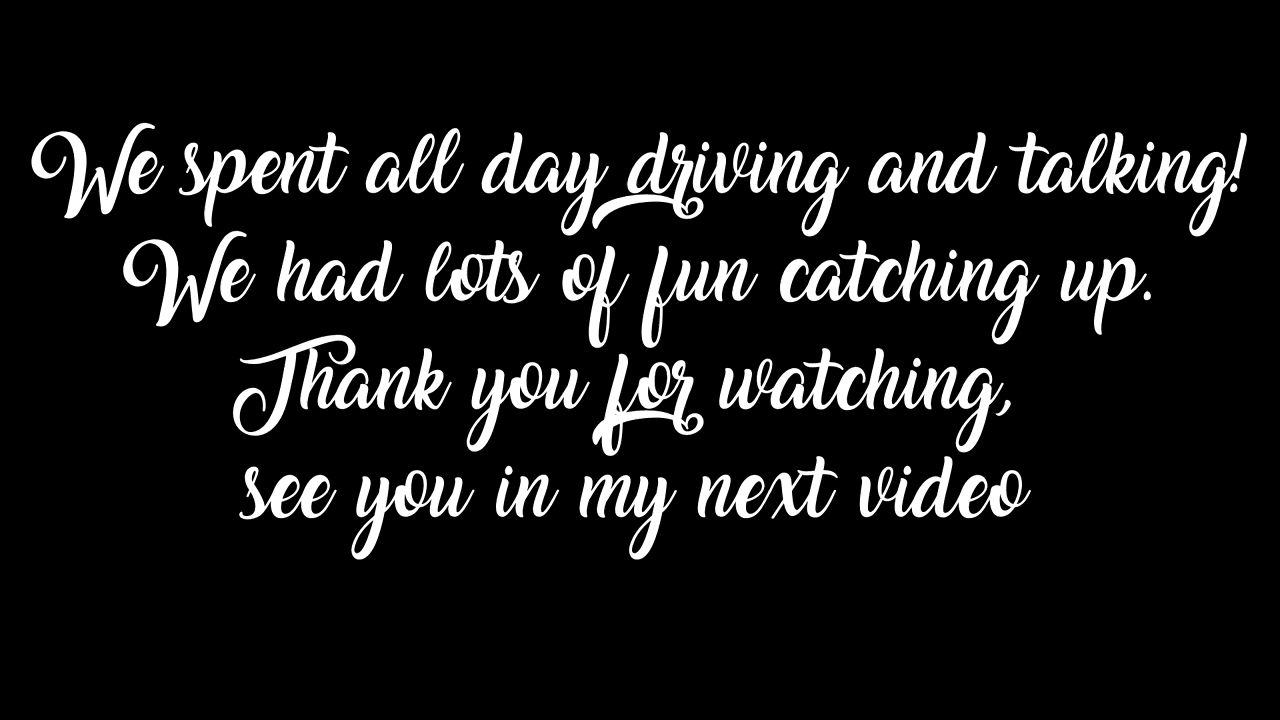 We spent all day driving and talking!
We had lots of fun catching up.
Thank you for watching,
see you in my next video